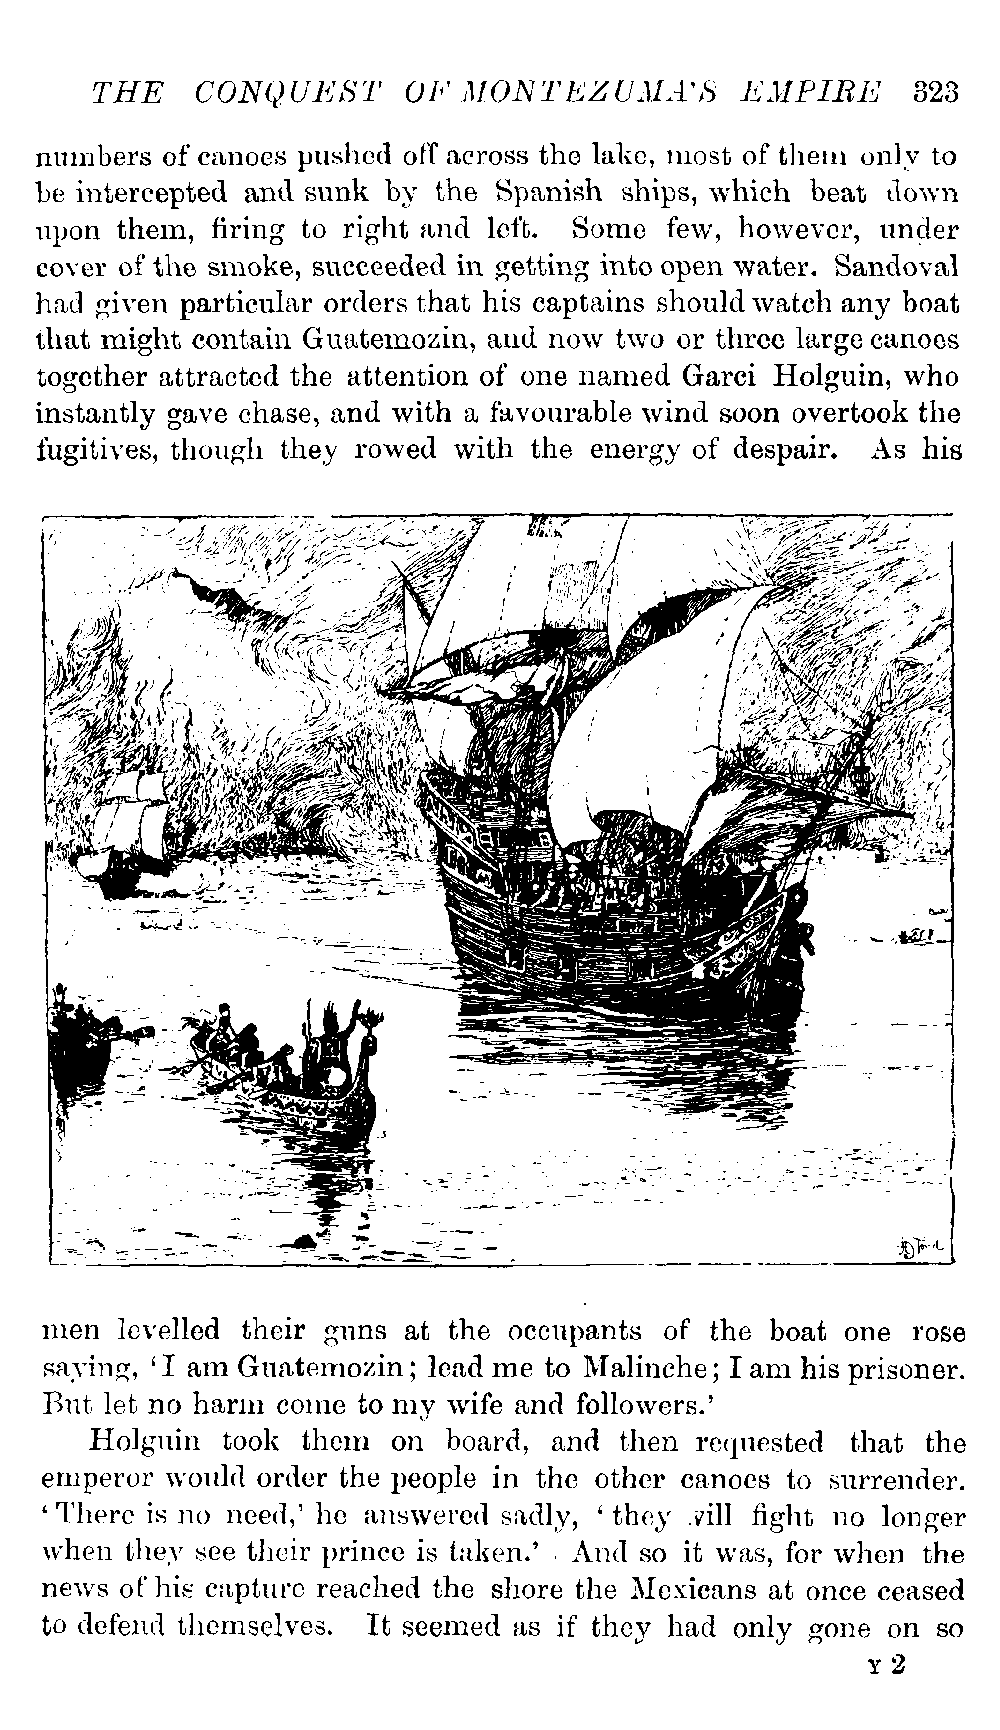 THE CONQUEST OF MONTEZUMA'S EMPIRE 323
numbers of canoes pushed off across the lake, most of them only to
be intercepted and sunk by the Spanish ships, which beat down
upon them, firing to right and left. Some few, however, under
cover of the smoke, succeeded in getting into open water. Sandoval
had given particular orders that his captains should watch any boat
that might contain Guatemozin, and now two or three large canoes
together attracted the attention of one named Garci Holguin, who
instantly gave chase, and with a favourable wind soon overtook the
fugitives, though they rowed with the energy of despair. As his
men levelled their guns at the occupants of the boat one rose
saying, ‘I am Guatemozin; lead me to Malinche; I am his prisoner.
But let no harm come to my wife and followers.’
Holguin took them on board, and then requested that the
emperor would order the people in the other canoes to surrender.
‘There is no need,’ he answered sadly, ‘they will fight no longer
when they see their prince is taken.’ And so it was, for when the
news of his capture reached the shore the Mexicans at once ceased
to defend themselves. It seemed as if they had only gone on so
Y 2